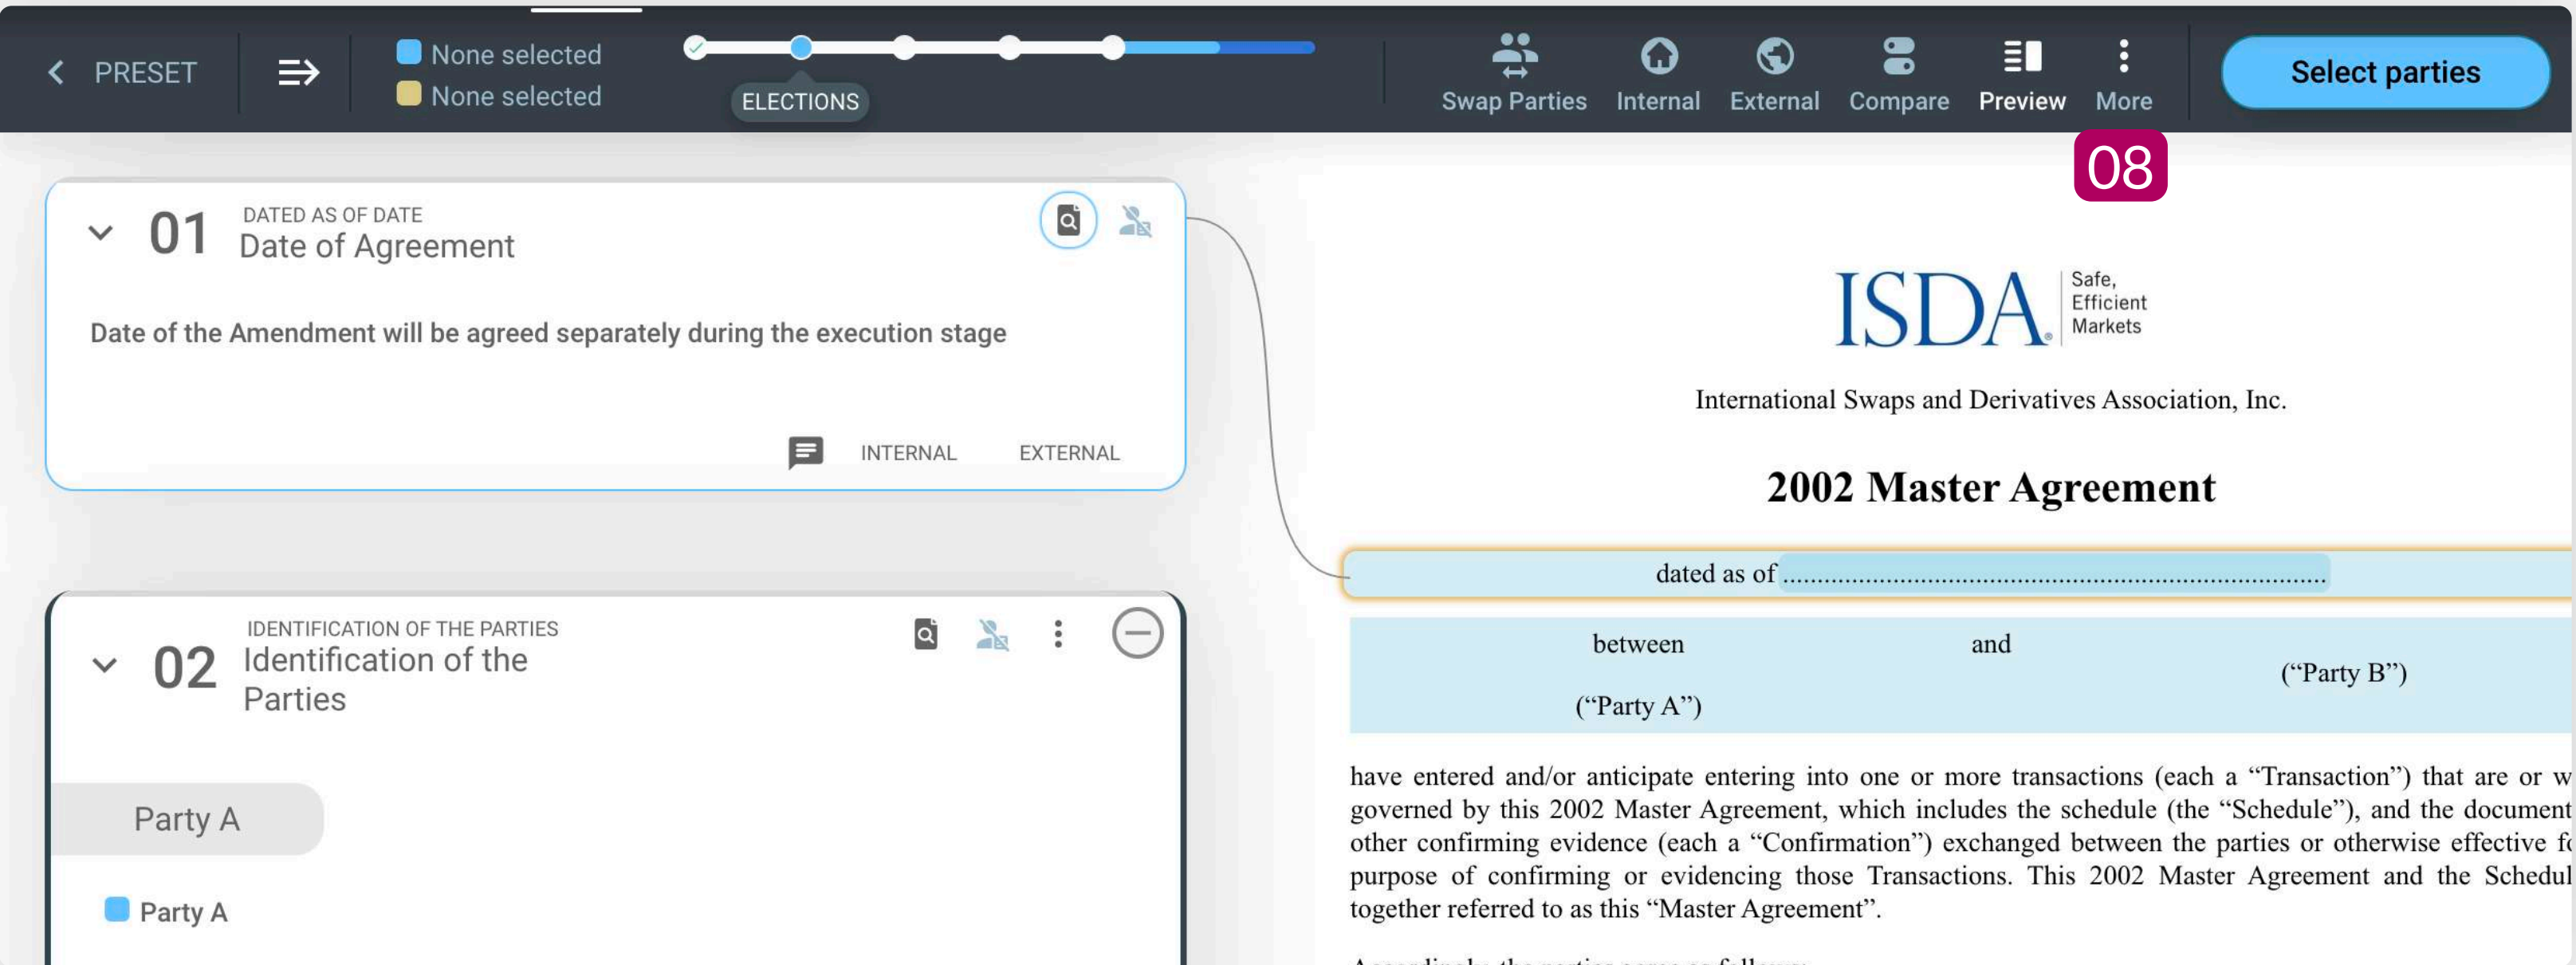 PRESET
None selected
None selected
ELECTIONS
Swap Parties
Internal
External
Compare
Preview
More
Select parties
08
01
DATED AS OF DATE
Date of Agreement
Date of the Amendment will be agreed separately during the execution stage
INTERNAL
EXTERNAL
02
IDENTIFICATION OF THE PARTIES
Identification of the
Parties
Party A
Party A
ISDA®
Safe,
Efficient
Markets
International Swaps and Derivatives Association, Inc.
2002 Master Agreement
dated as of ..................................................................
between and
("Party B")
("Party A")
have entered and/or anticipate entering into one or more transactions (each a “Transaction”) that are or
governed by this 2002 Master Agreement, which includes the schedule (the “Schedule”), and the document
other confirming evidence (each a “Confirmation”) exchanged between the parties or otherwise effective
purpose of confirming or evidencing those Transactions. This 2002 Master Agreement and the Schedul
together referred to as this “Master Agreement”.